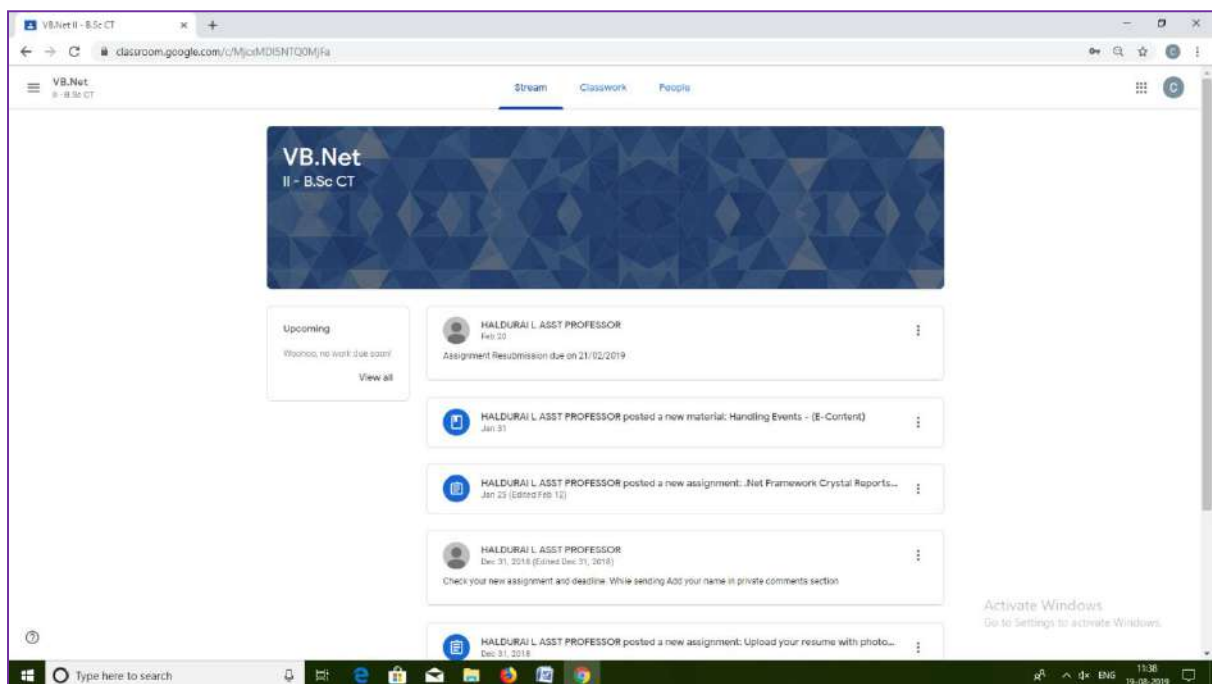 VB.Net II - B.Sc CT
classroom.google.com/c/MjcxMDI5NTQ0MjFa
VB.Net
II - B.Sc CT
Stream Classwork People
C
VB.Net
II - B.Sc CT
Upcoming
Woohoo, no work due soon!
View all
HALDURAI L ASST PROFESSOR
Feb 20
Assignment Resubmission due on 21/02/2019
HALDURAI L ASST PROFESSOR posted a new material: Handling Events - (E-Content)
Jan 31
HALDURAI L ASST PROFESSOR posted a new assignment: .Net Framework Crystal Reports...
Jan 25 (Edited Feb 12)
HALDURAI L ASST PROFESSOR
Dec 31, 2018 (Edited Dec 31, 2018)
Check your new assignment and deadline. While sending Add your name in private comments section
HALDURAI L ASST PROFESSOR posted a new assignment: Upload your resume with photo...
Dec 31, 2018
Activate Windows
Go to Settings to activate Windows.
Type here to search
ENG
11:38
19-08-2019